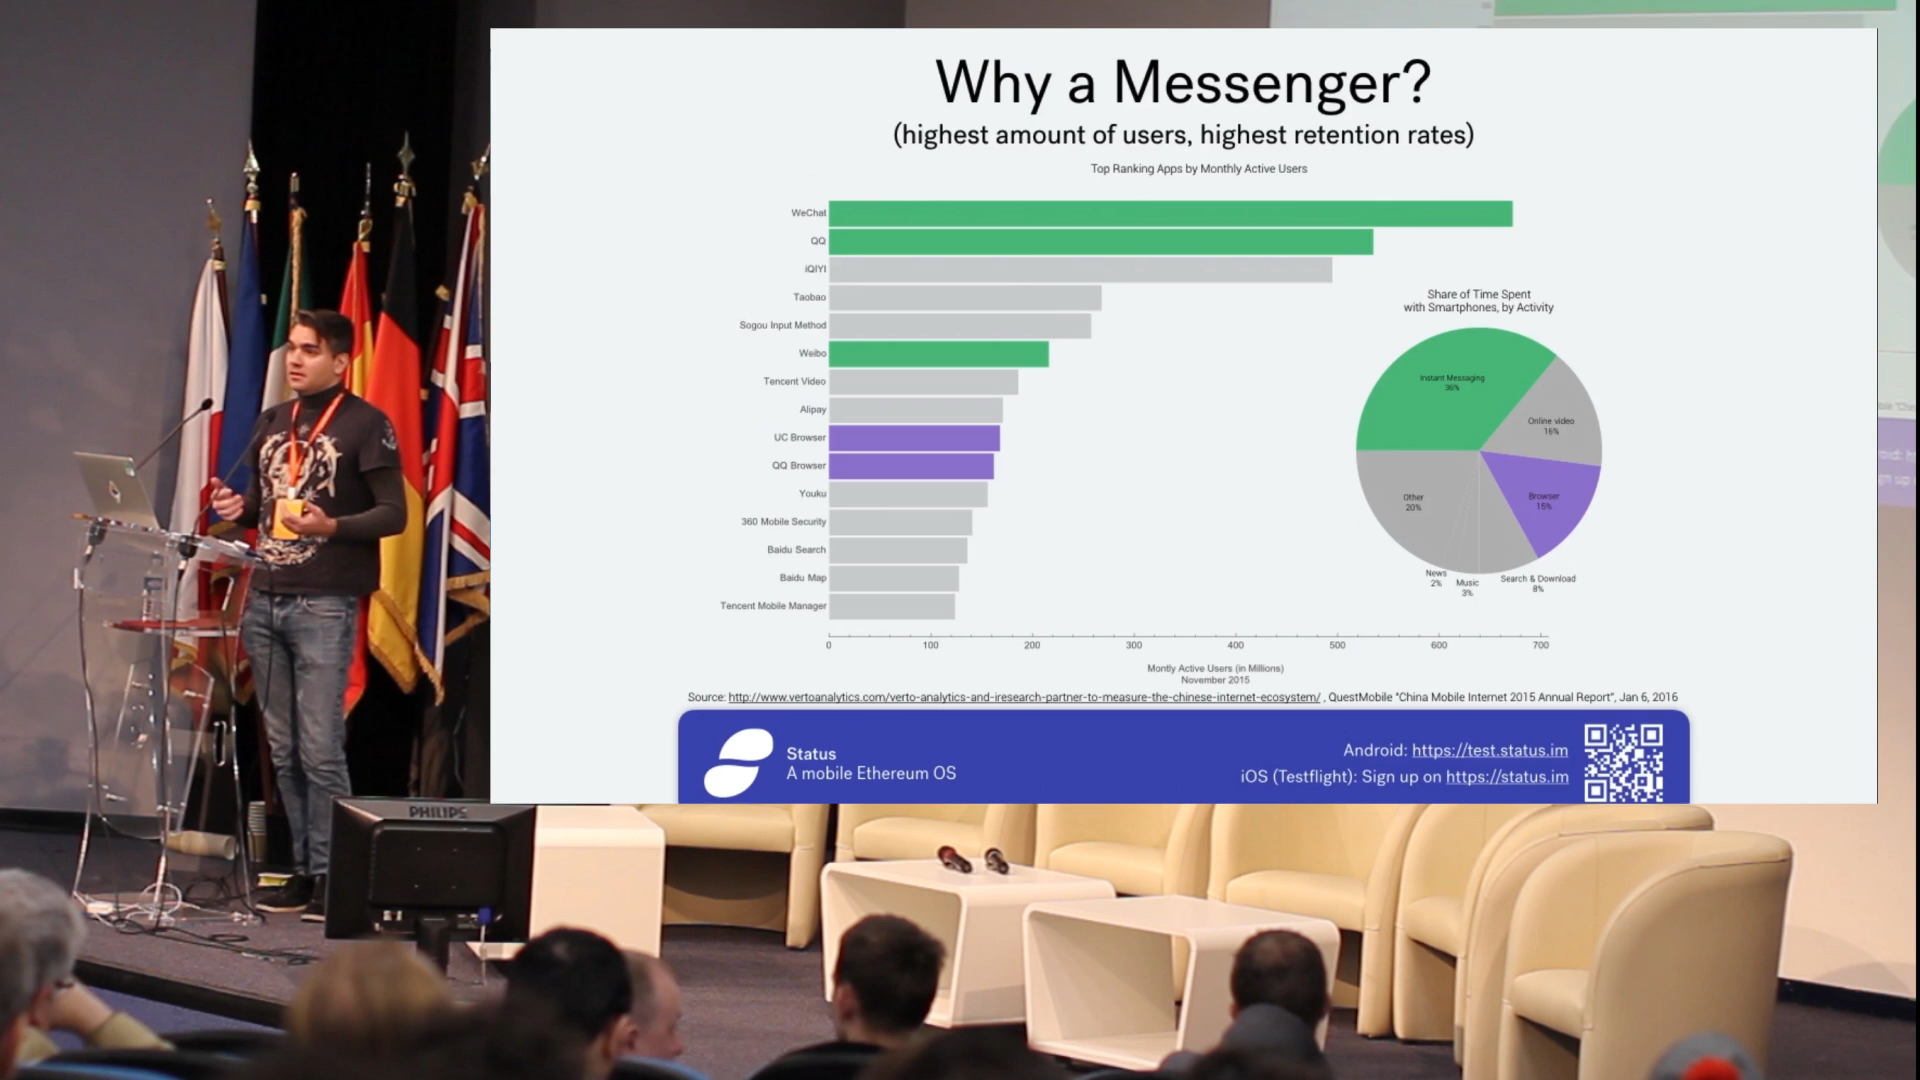 Why a Messenger?
(highest amount of users, highest retention rates)
Top Ranking Apps by Monthly Active Users
WeChat
QQ
iQIYI
Taobao
Sogou Input Method
Weibo
Tencent Video
Alipay
UC Browser
QQ Browser
Youku
360 Mobile Security
Baidu Search
Baidu Map
Tencent Mobile Manager
0 100 200 300 400 500 600 700
Montly Active Users (in Millions)
November 2015
Share of Time Spent
with Smartphones, by Activity
Instant Messaging
36%
Online video
16%
Browser
15%
Search & Download
8%
Music
3%
News
2%
Other
20%
Source: http://www.vertoanalytics.com/verto-analytics-and-iresearch-partner-to-measure-the-chinese-internet-ecosystem/ , QuestMobile "China Mobile Internet 2015 Annual Report", Jan 6, 2016
Status
A mobile Ethereum OS
Android: https://test.status.im
iOS (Testflight): Sign up on https://status.im
PHILIPS